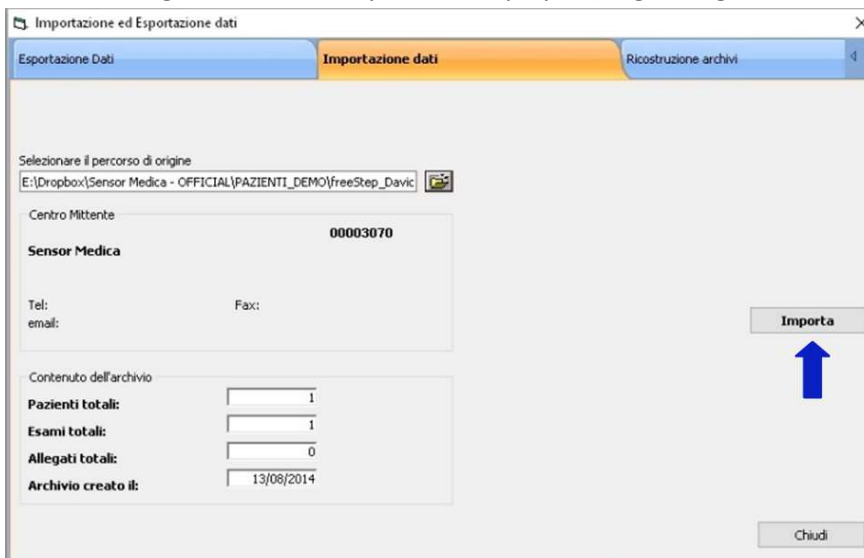 Importazione ed Esportazione dati
Esportazione Dati
Importazione dati
Ricostruzione archivi
Selezionare il percorso di origine
E:\Dropbox\Sensor Medica - OFFICIAL\PAZIENTI_DEMO\freeStep_Davic
Centro Mittente
00003070
Sensor Medica
Tel: Fax:
email:
Importa
Contenuto dell'archivio
Pazienti totali: 1
Esami totali: 1
Allegati totali: 0
Archivio creato il: 13/08/2014
Chiudi